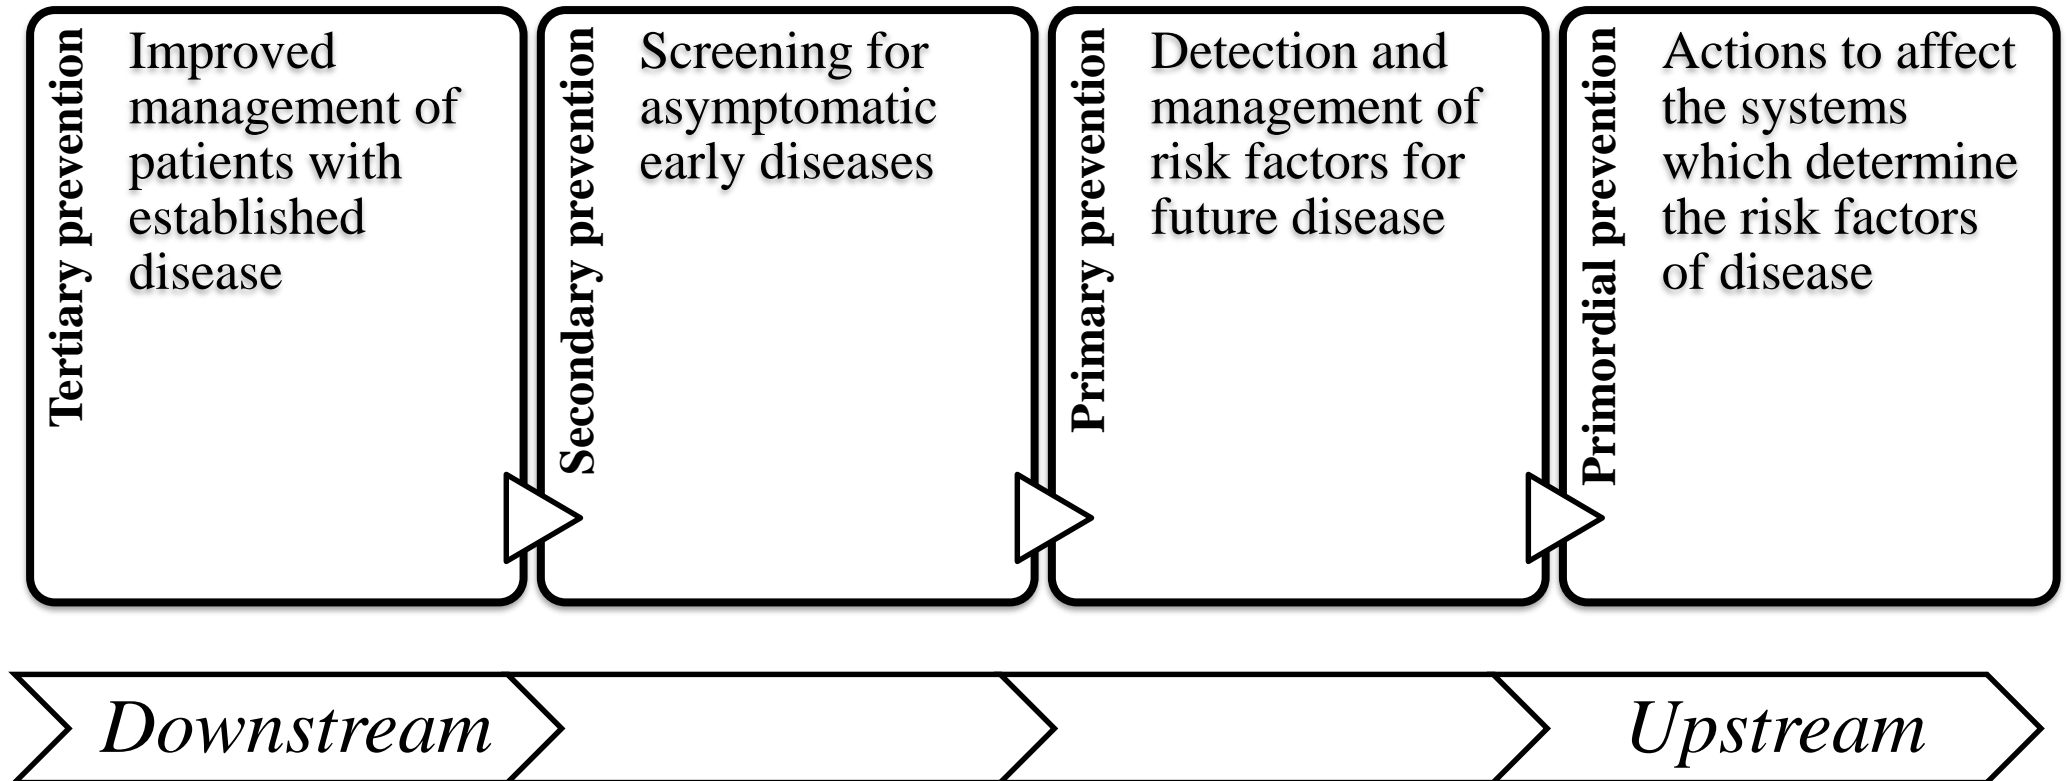 Tertiary prevention
Improved
management of
patients with
established
disease
Secondary prevention
Screening for
asymptomatic
early diseases
Primary prevention
Detection and
management of
risk factors for
future disease
Primordial prevention
Actions to affect
the systems
which determine
the risk factors
of disease
Downstream
Upstream